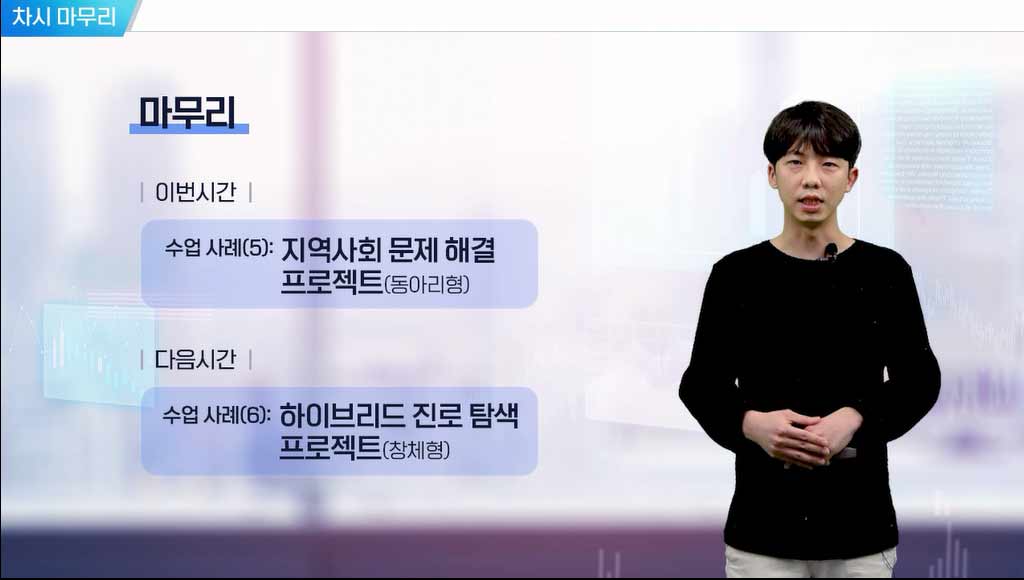 차시 마무리
마무리
이번시간
수업 사례(5): 지역사회 문제 해결
프로젝트(동아리형)
다음시간
수업 사례(6): 하이브리드 진로 탐색
프로젝트(창체형)